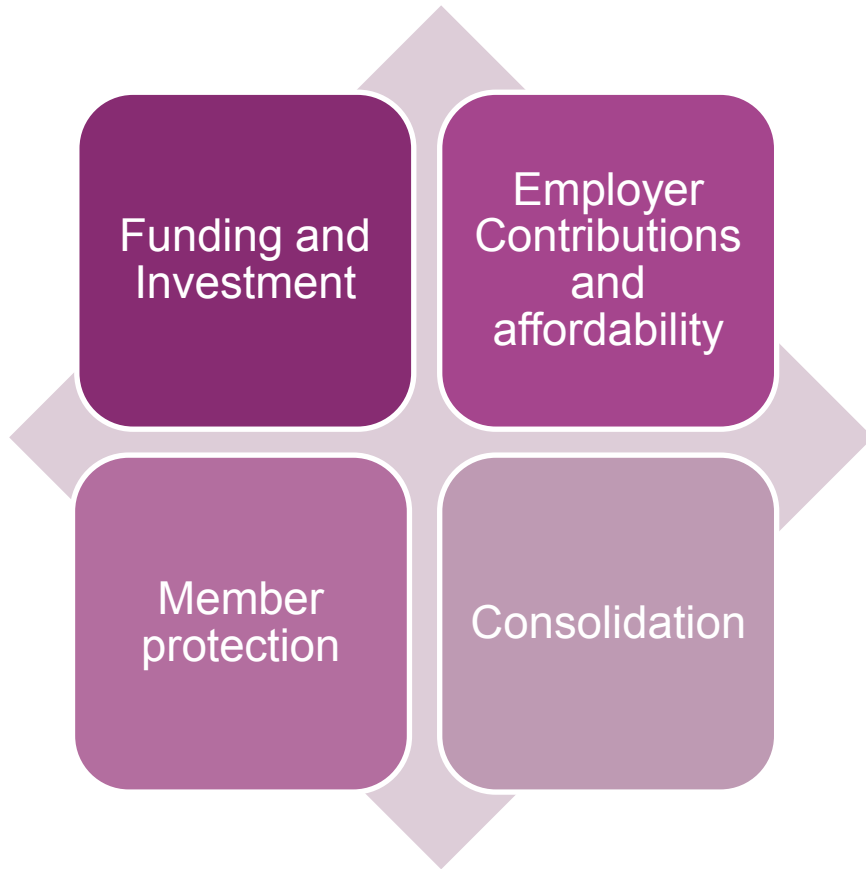 Funding and
Investment
Employer
Contributions
and
affordability
Member
protection
Consolidation